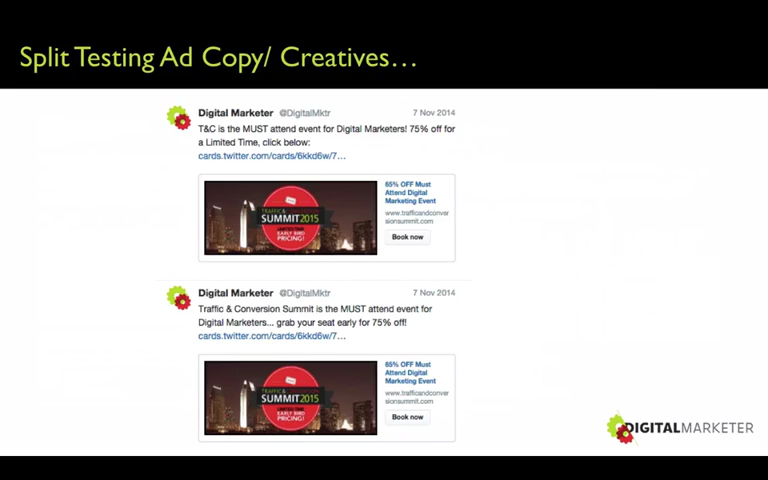 Split Testing Ad Copy/ Creatives...
Digital Marketer @DigitalMktr 7 Nov 2014
T&C is the MUST attend event for Digital Marketers! 75% off for
a Limited Time, click below:
cards.twitter.com/cards/6kkd6w/7...
TRAFFIC &
SUMMIT2015
EARLY BIRD
PRICING!
65% OFF Must
Attend Digital
Marketing Event
www.trafficandconver
sionsummit.com
Book now
Digital Marketer @DigitalMktr 7 Nov 2014
Traffic & Conversion Summit is the MUST attend event for
Digital Marketers... grab your seat early for 75% off!
cards.twitter.com/cards/6kkd6w/7...
TRAFFIC &
SUMMIT2015
EARLY BIRD
PRICING!
65% OFF Must
Attend Digital
Marketing Event
www.trafficandconver
sionsummit.com
Book now
DIGITALMARKETER